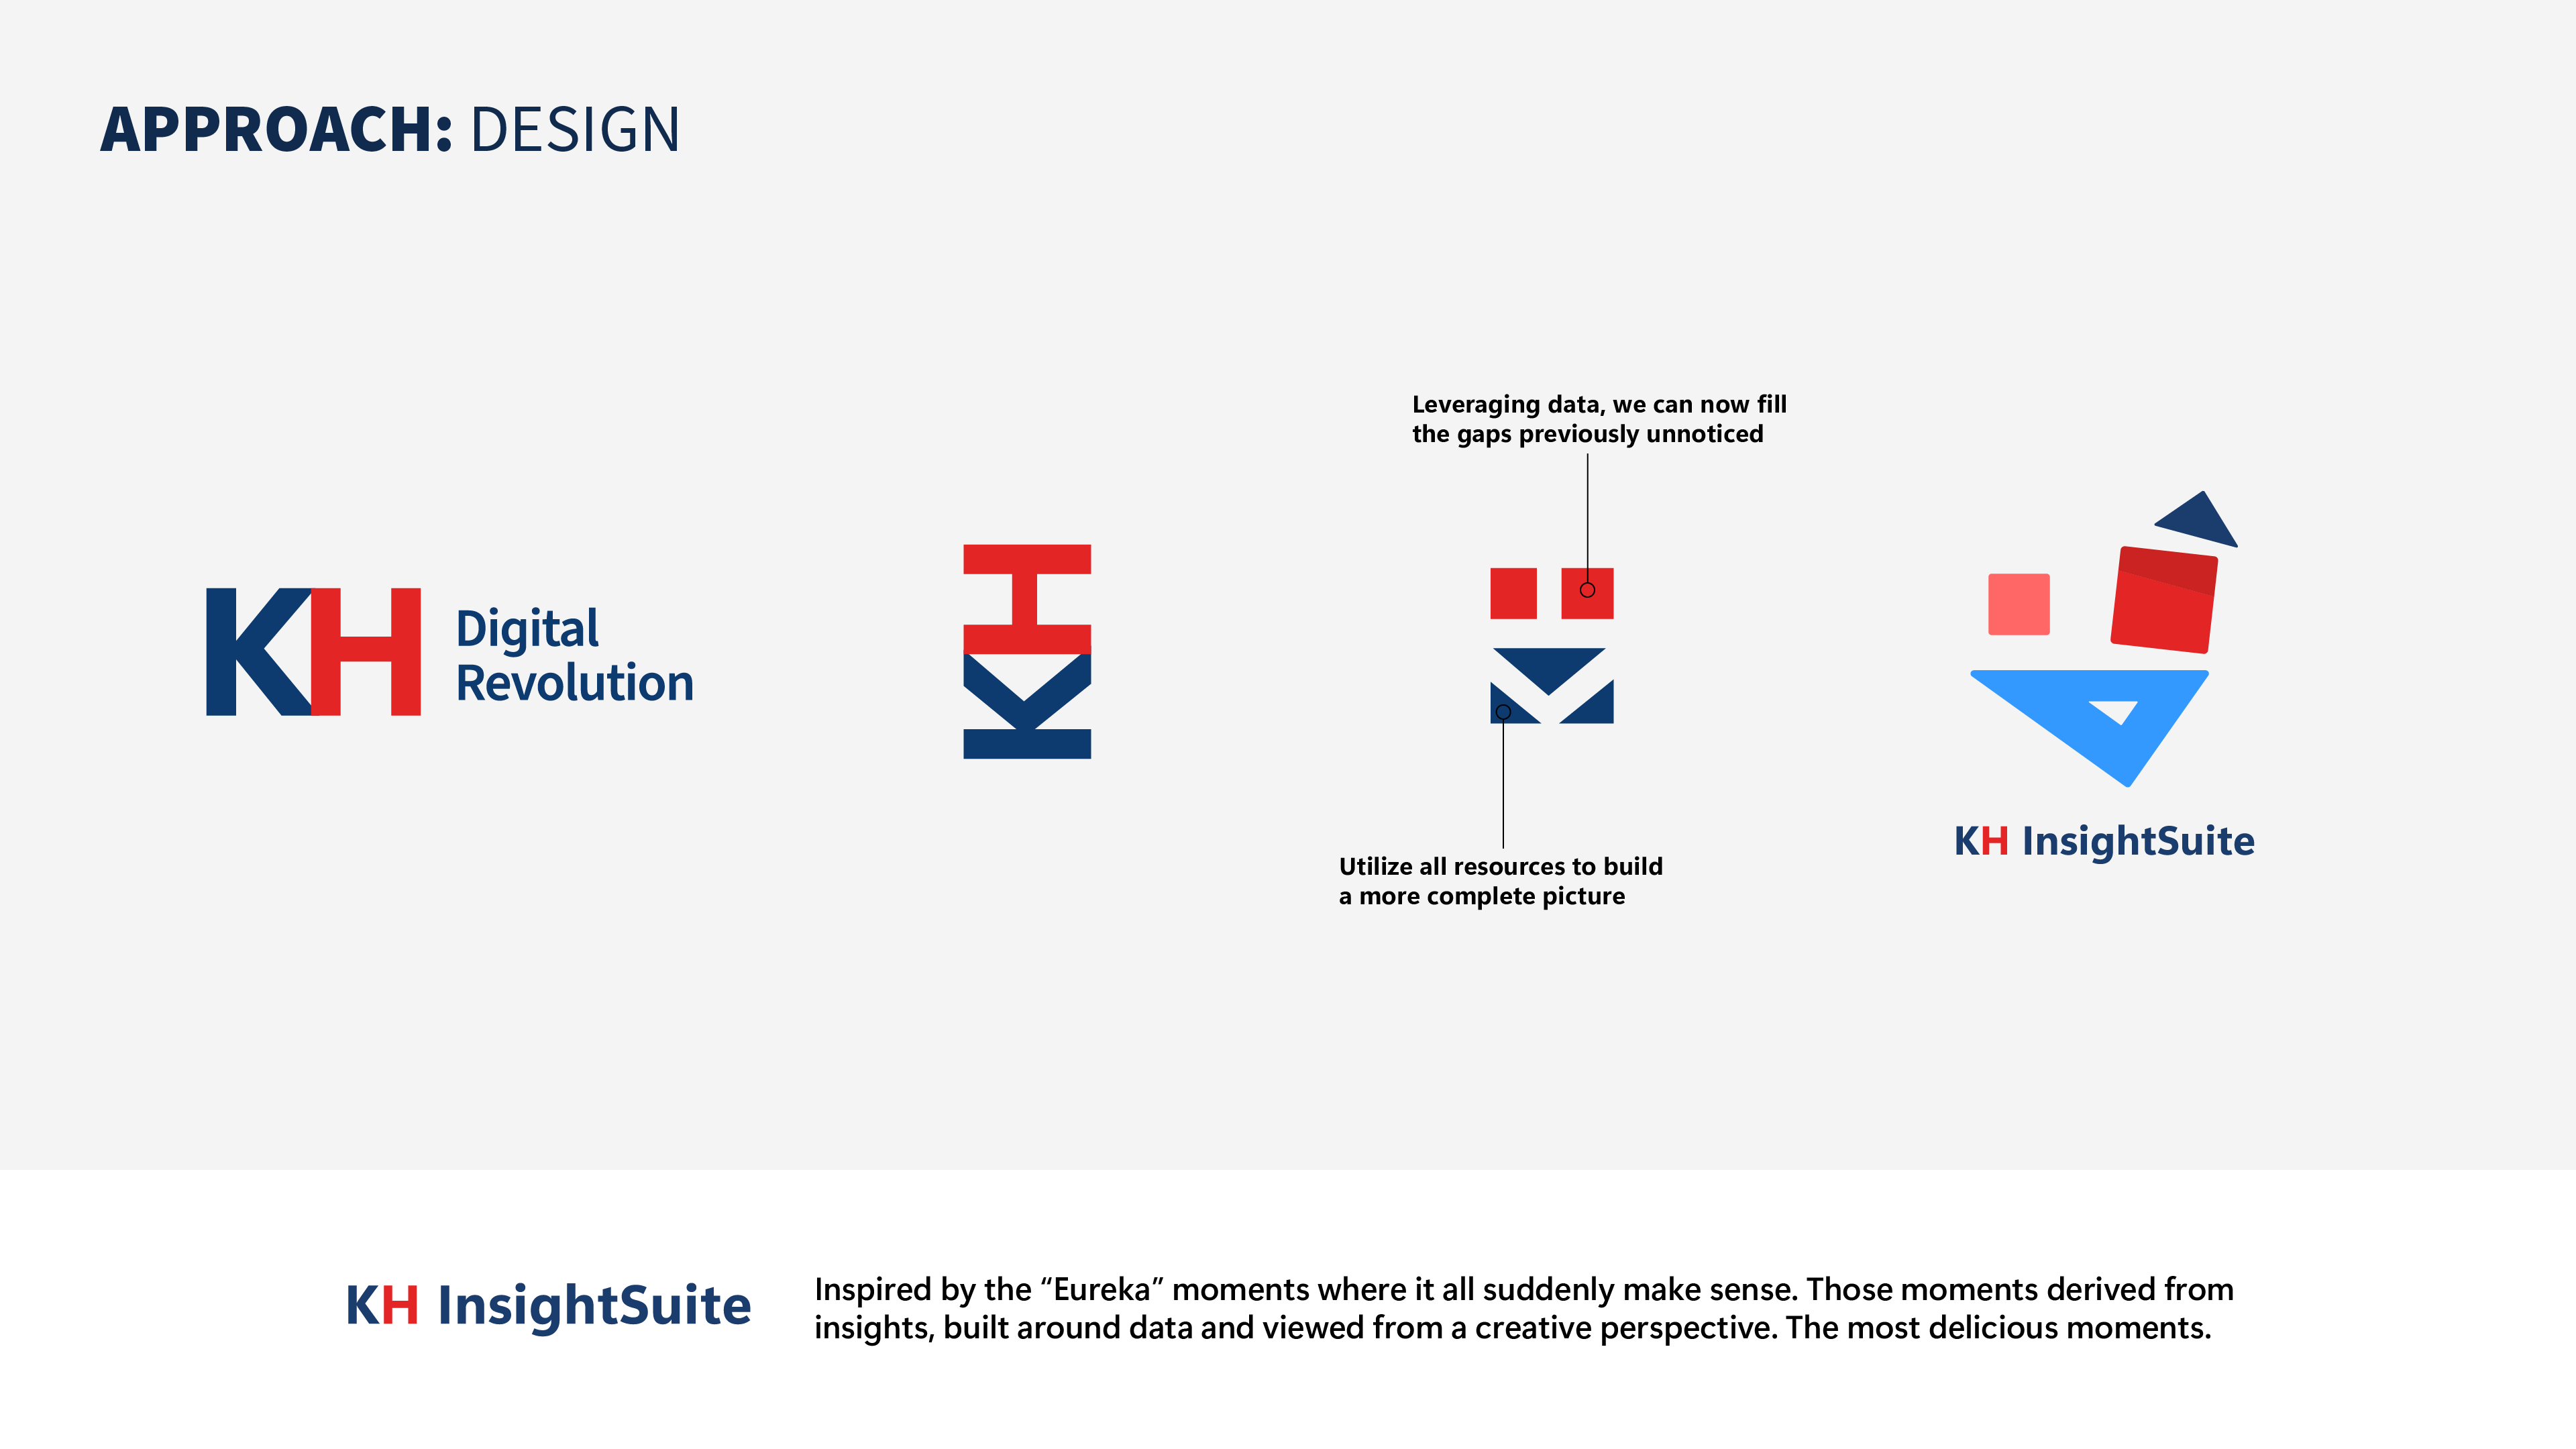 APPROACH: DESIGN
Leveraging data, we can now fill
the gaps previously unnoticed
KH
Digital
Revolution
KH
Utilize all resources to build
a more complete picture
KH InsightSuite
KH InsightSuite
Inspired by the “Eureka” moments where it all suddenly make sense. Those moments derived from
insights, built around data and viewed from a creative perspective. The most delicious moments.